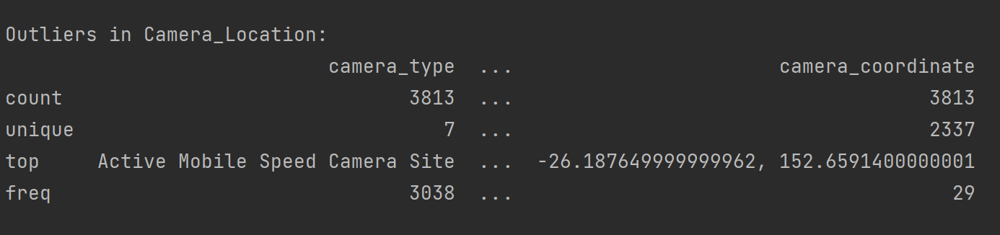 Outliers in Camera_Location:
camera_type ... camera_coordinate
count 3813 ... 3813
unique 7 ... 2337
top Active Mobile Speed Camera Site ... -26.187649999999962, 152.6591400000001
freq 3038 ... 29